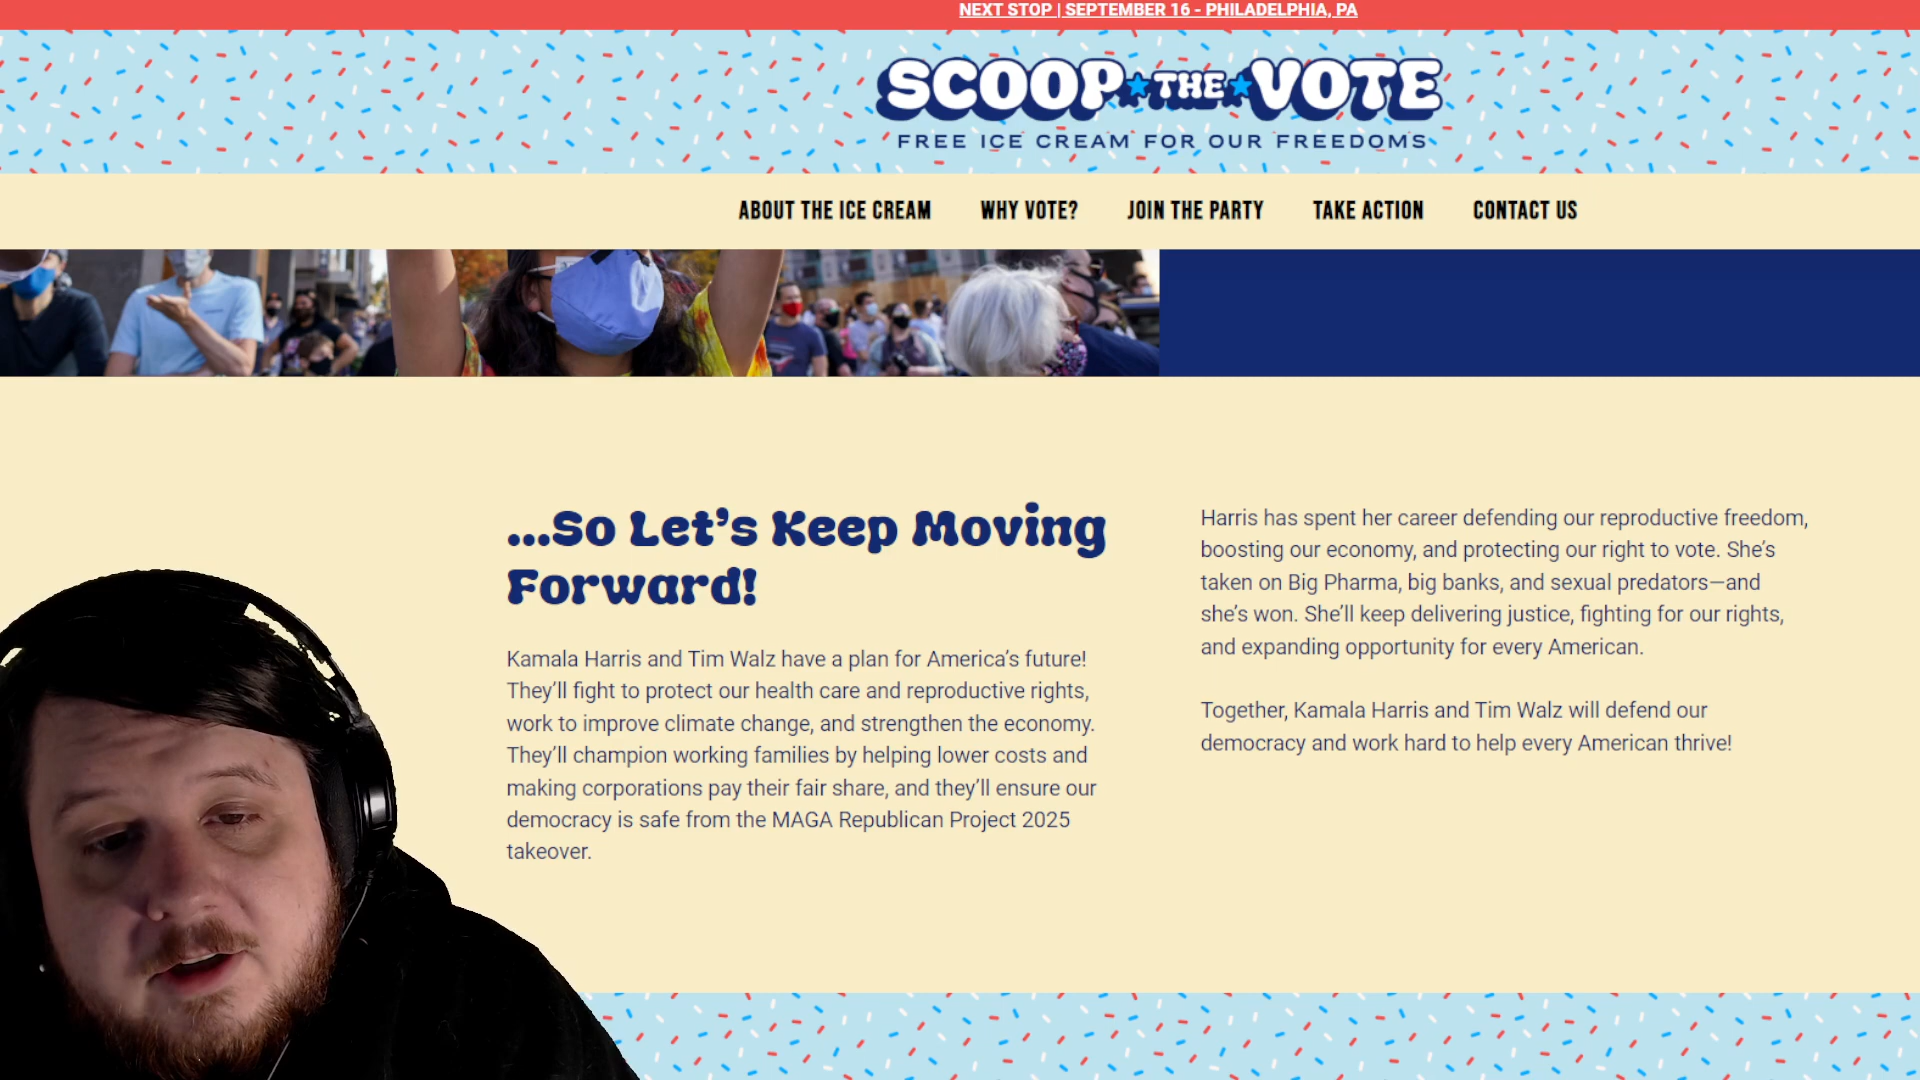 NEXT STOP | SEPTEMBER 16 - PHILADELPHIA, PA
SCOOP THE VOTE
FREE ICE CREAM FOR OUR FREEDOMS
ABOUT THE ICE CREAM WHY VOTE? JOIN THE PARTY TAKE ACTION CONTACT US
...So Let's Keep Moving
Forward!
Kamala Harris and Tim Walz have a plan for America's future!
They'll fight to protect our health care and reproductive rights,
work to improve climate change, and strengthen the economy.
They'll champion working families by helping lower costs and
making corporations pay their fair share, and they'll ensure our
democracy is safe from the MAGA Republican Project 2025
takeover.
Harris has spent her career defending our reproductive freedom,
boosting our economy, and protecting our right to vote. She's
taken on Big Pharma, big banks, and sexual predators—and
she's won. She'll keep delivering justice, fighting for our rights,
and expanding opportunity for every American.
Together, Kamala Harris and Tim Walz will defend our
democracy and work hard to help every American thrive!